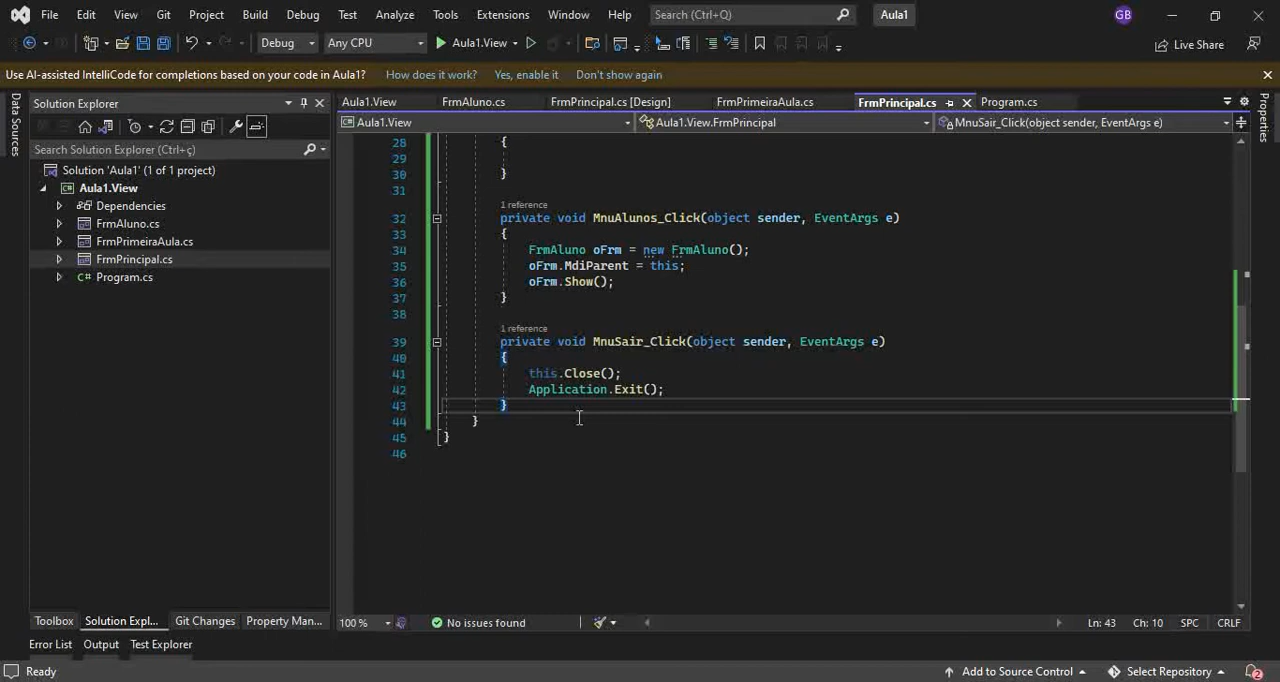 File Edit View Git Project Build Debug Test Analyze Tools Extensions Window Help Search (Ctrl+Q) Aula1 GB
Debug Any CPU Aula1.View Live Share
Use AI-assisted IntelliCode for completions based on your code in Aula1? How does it work? Yes, enable it Don't show again
Data Sources
Solution Explorer
Search Solution Explorer (Ctrl+ç)
Solution 'Aula1' (1 of 1 project)
Aula1.View
Dependencies
FrmAluno.cs
FrmPrimeiraAula.cs
FrmPrincipal.cs
C# Program.cs
Toolbox Solution Expl... Git Changes Property Man...
Aula1.View FrmAluno.cs FrmPrincipal.cs [Design] FrmPrimeiraAula.cs FrmPrincipal.cs Program.cs
Aula1.View Aula1.View.FrmPrincipal MnuSair_Click(object sender, EventArgs e)
28 {
29
30 }
31
1 reference
32 private void MnuAlunos_Click(object sender, EventArgs e)
33 {
34 FrmAluno oFrm = new FrmAluno();
35 oFrm.MdiParent = this;
36 oFrm.Show();
37 }
38
1 reference
39 private void MnuSair_Click(object sender, EventArgs e)
40 {
41 this.Close();
42 Application.Exit();
43 }
44 }
45 }
46
Properties
100 % No issues found Ln: 43 Ch: 10 SPC CRLF
Error List Output Test Explorer
Ready Add to Source Control Select Repository 2